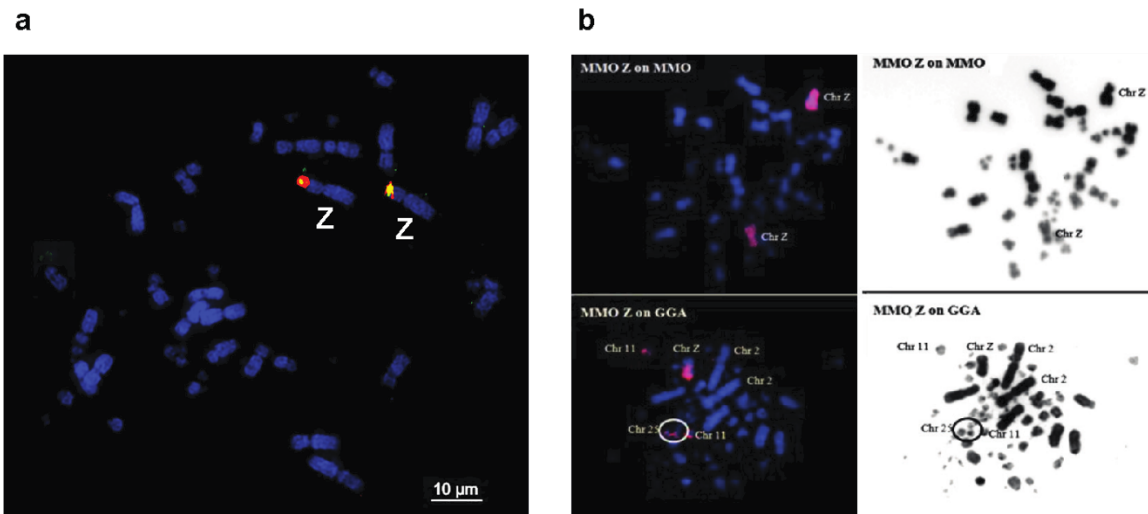 a
b
Z
Z
10 µm
MMO Z on MMO
Chr Z
Chr Z
MMO Z on MMO
Chr Z
Chr Z
MMO Z on GGA
Chr 11
Chr Z
Chr 2
Chr 2
Chr 25
Chr 11
MMO Z on GGA
Chr 11
Chr Z
Chr 2
Chr 2
Chr 25
Chr 11